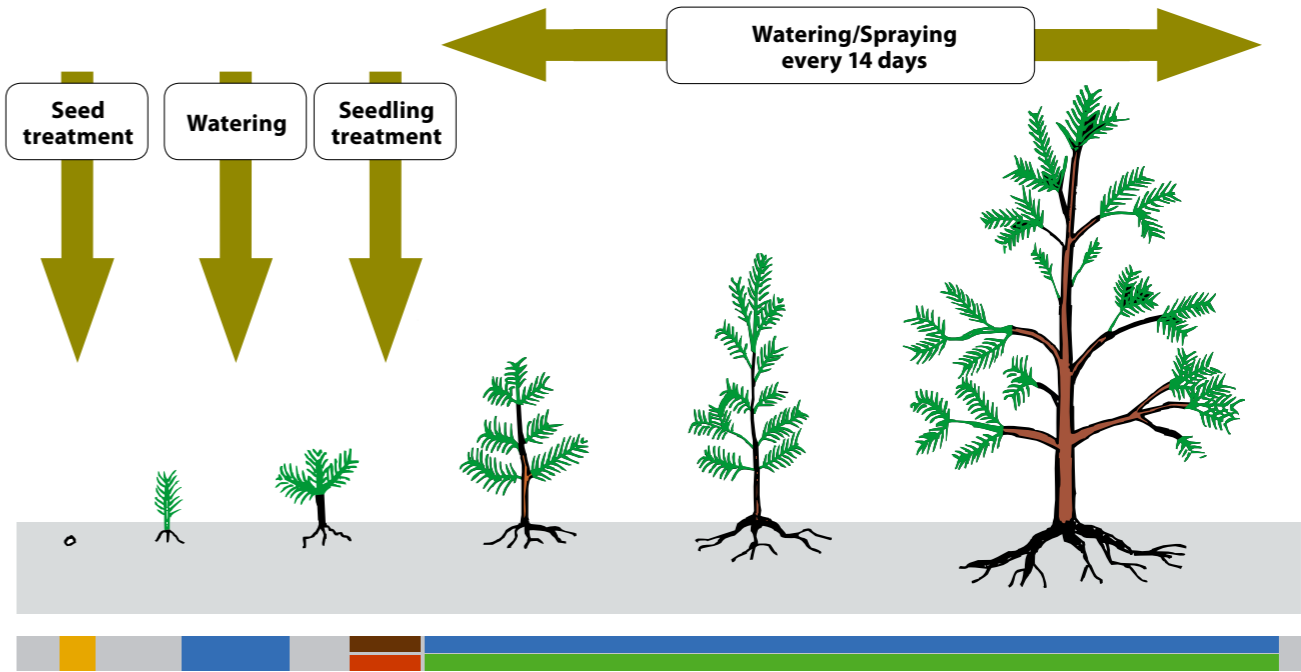 Watering/Spraying
every 14 days
Seed
treatment
Watering
Seedling
treatment